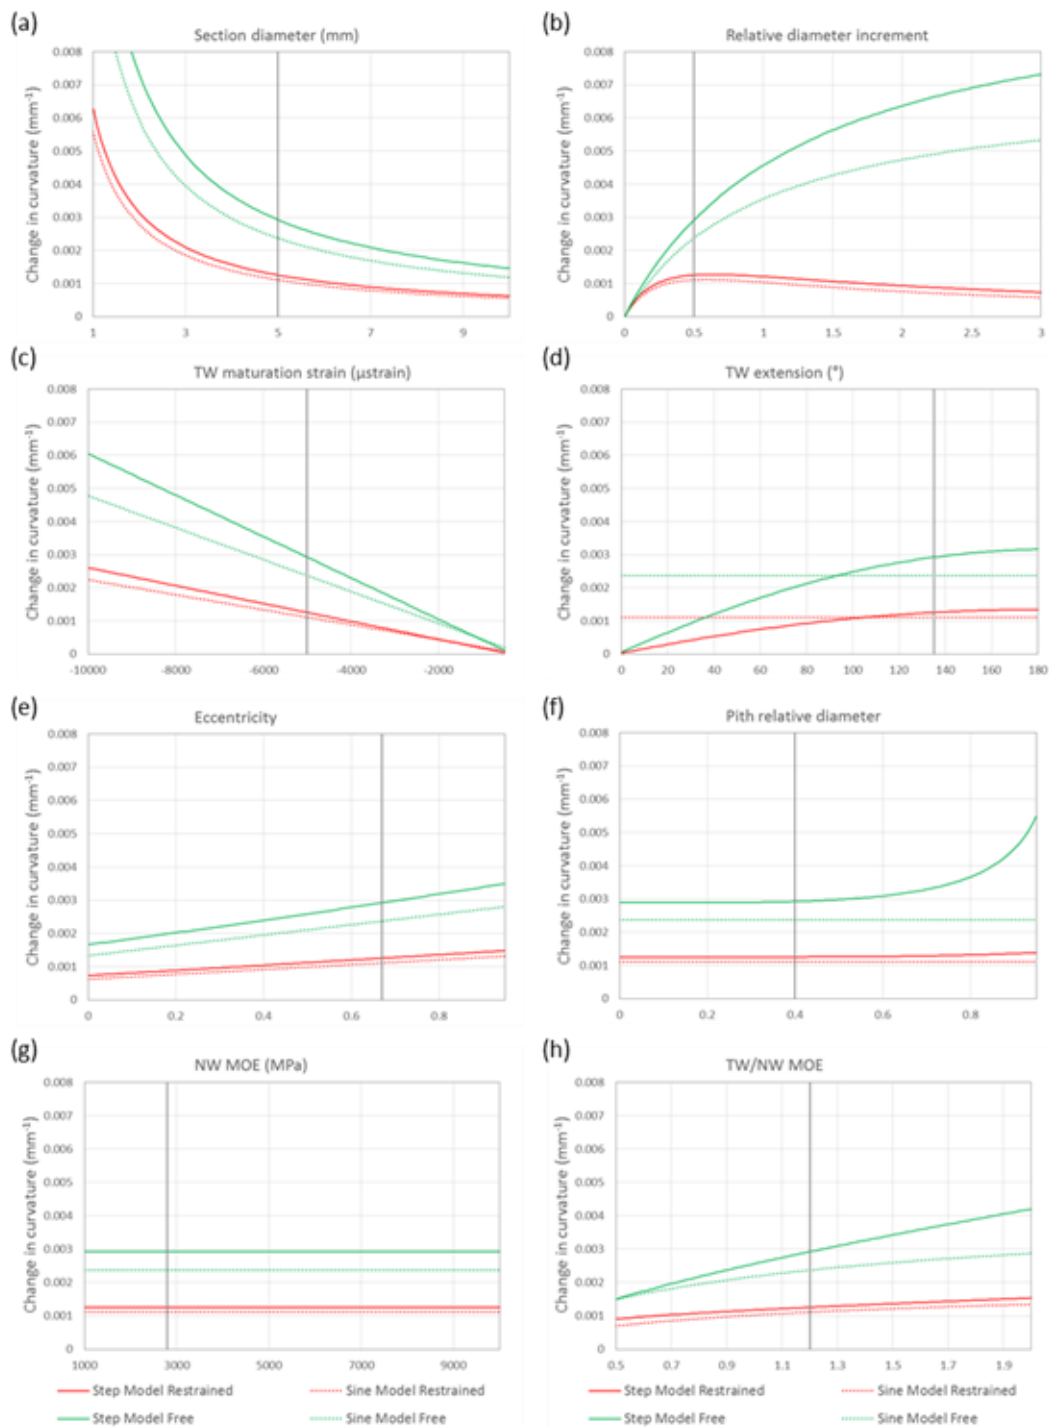 (a)
Section diameter (mm)
Change in curvature (mm-1)
0.008
0.007
0.006
0.005
0.004
0.003
0.002
0.001
0
1 3 5 7 9
(b)
Relative diameter increment
Change in curvature (mm-1)
0.008
0.007
0.006
0.005
0.004
0.003
0.002
0.001
0
0 0.5 1 1.5 2 2.5 3
(c)
TW maturation strain (µstrain)
Change in curvature (mm-1)
0.008
0.007
0.006
0.005
0.004
0.003
0.002
0.001
0
-10000 -8000 -6000 -4000 -2000
(d)
TW extension (°)
Change in curvature (mm-1)
0.008
0.007
0.006
0.005
0.004
0.003
0.002
0.001
0
0 20 40 60 80 100 120 140 160 180
(e)
Eccentricity
Change in curvature (mm-1)
0.008
0.007
0.006
0.005
0.004
0.003
0.002
0.001
0
0 0.2 0.4 0.6 0.8
(f)
Pith relative diameter
Change in curvature (mm-1)
0.008
0.007
0.006
0.005
0.004
0.003
0.002
0.001
0
0 0.2 0.4 0.6 0.8
(g)
NW MOE (MPa)
Change in curvature (mm-1)
0.008
0.007
0.006
0.005
0.004
0.003
0.002
0.001
0
1000 3000 5000 7000 9000
(h)
TW/NW MOE
Change in curvature (mm-1)
0.008
0.007
0.006
0.005
0.004
0.003
0.002
0.001
0
0.5 0.7 0.9 1.1 1.3 1.5 1.7 1.9
Step Model Restrained
Sine Model Restrained
Step Model Restrained
Sine Model Restrained
Step Model Free
Sine Model Free
Step Model Free
Sine Model Free